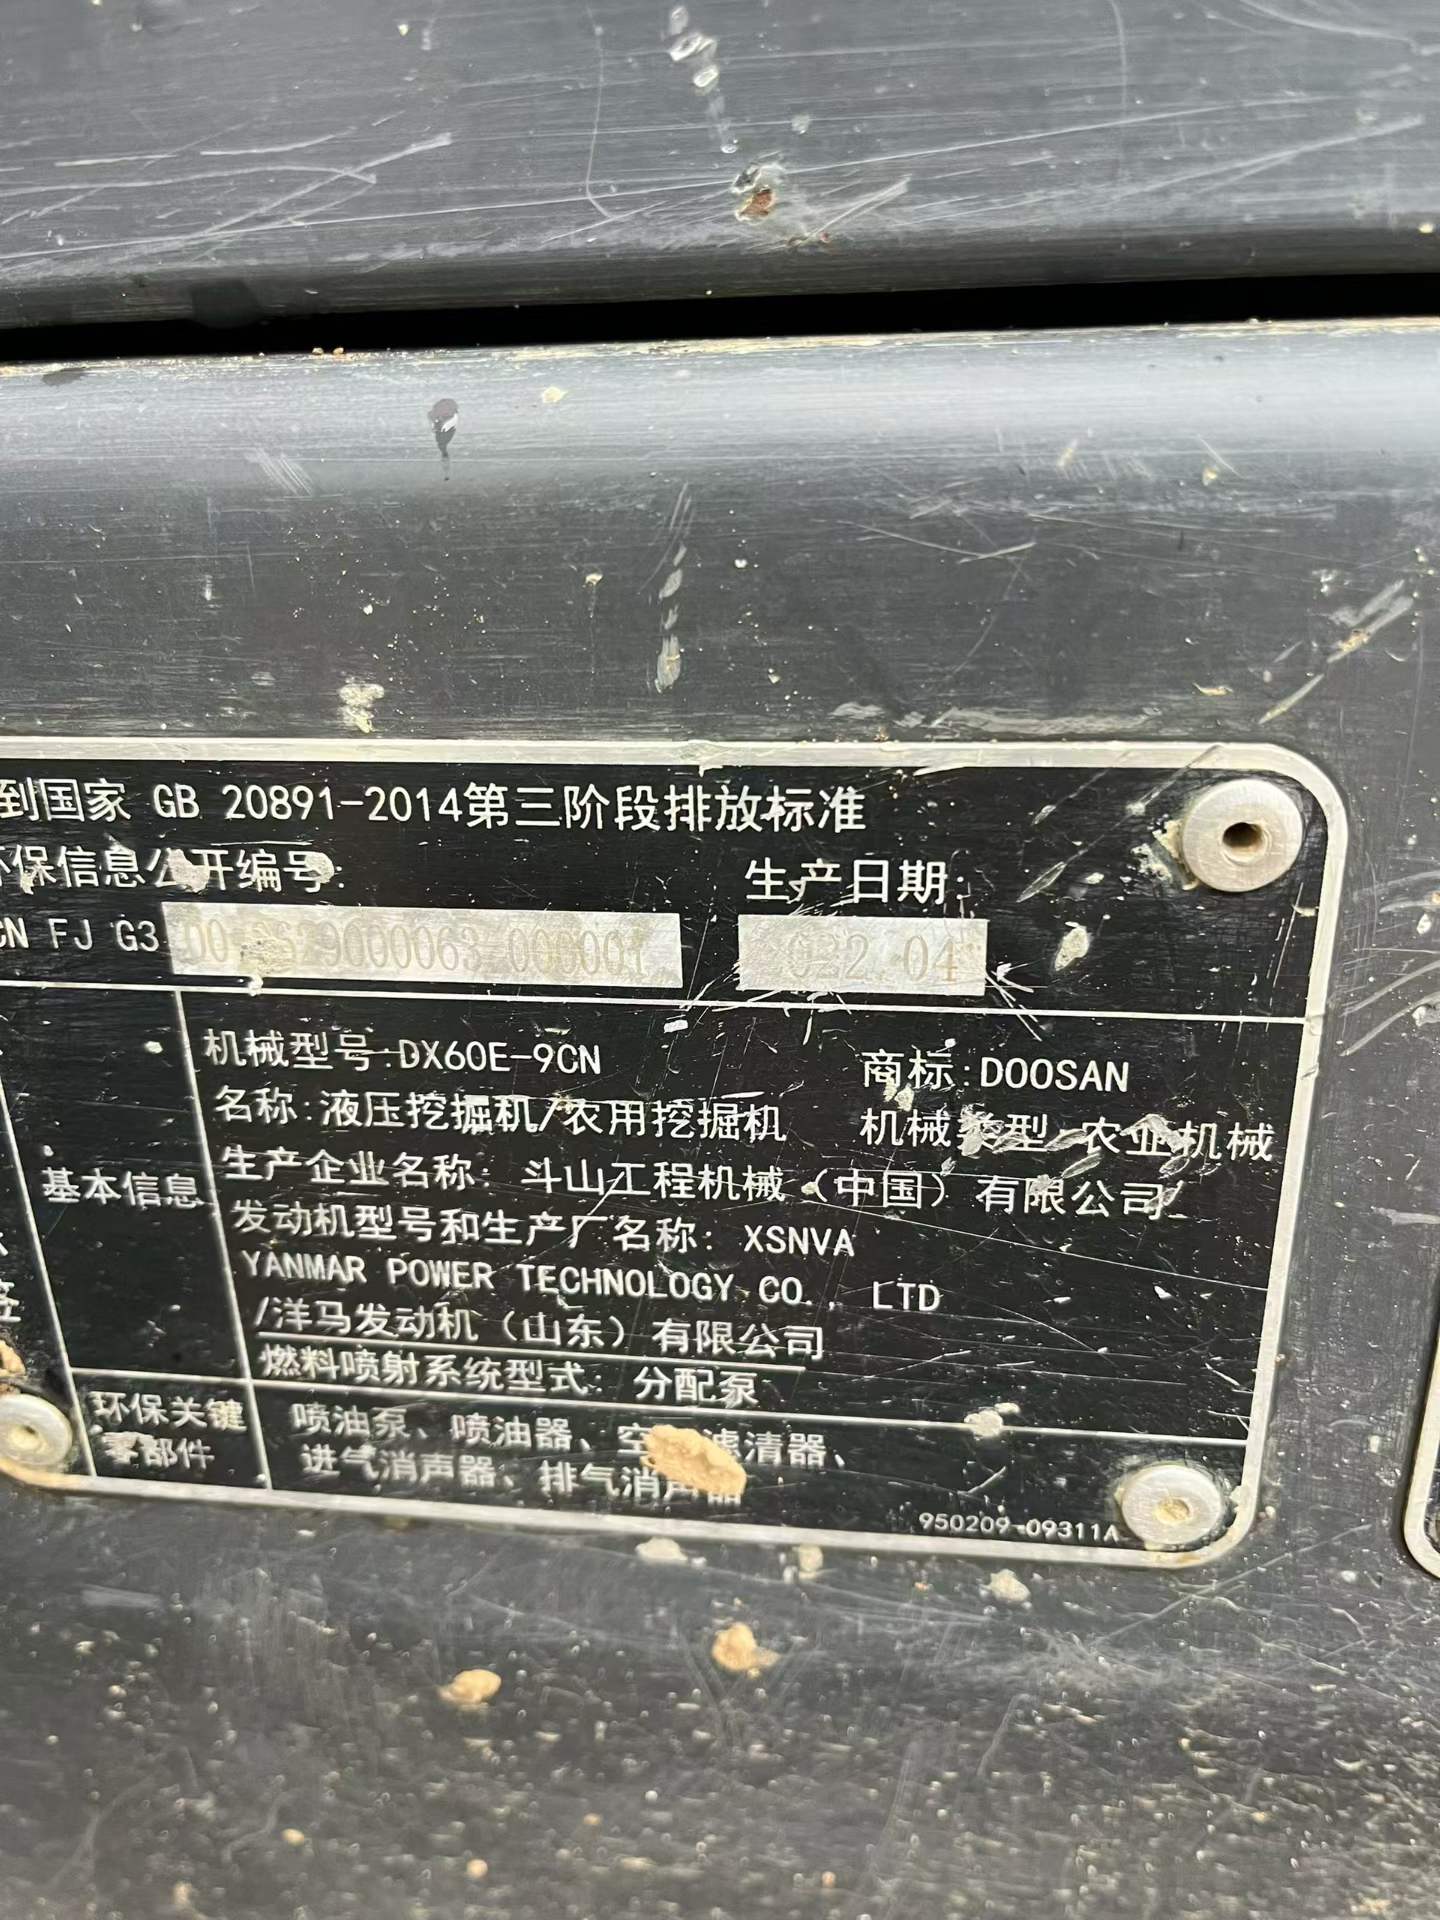 到国家 GB 20891-2014第三阶段排放标准
保信息公开编号:
生产日期:
CN FJ G3
000001
04
机械型号:DX60E-9CN
商标:DOOSAN
名称:液压挖掘机/农用挖掘机
机械类型:农业机械
基本信息
生产企业名称: 斗山工程机械(中国)有限公司
发动机型号和生产厂名称: XSNVA
YANMAR POWER TECHNOLOGY CO., LTD
/洋马发动机(山东)有限公司
燃料喷射系统型式: 分配泵
环保关键
零部件
喷油泵、喷油器、空滤清器、
进气消声器、排气消声器
950209-09311A